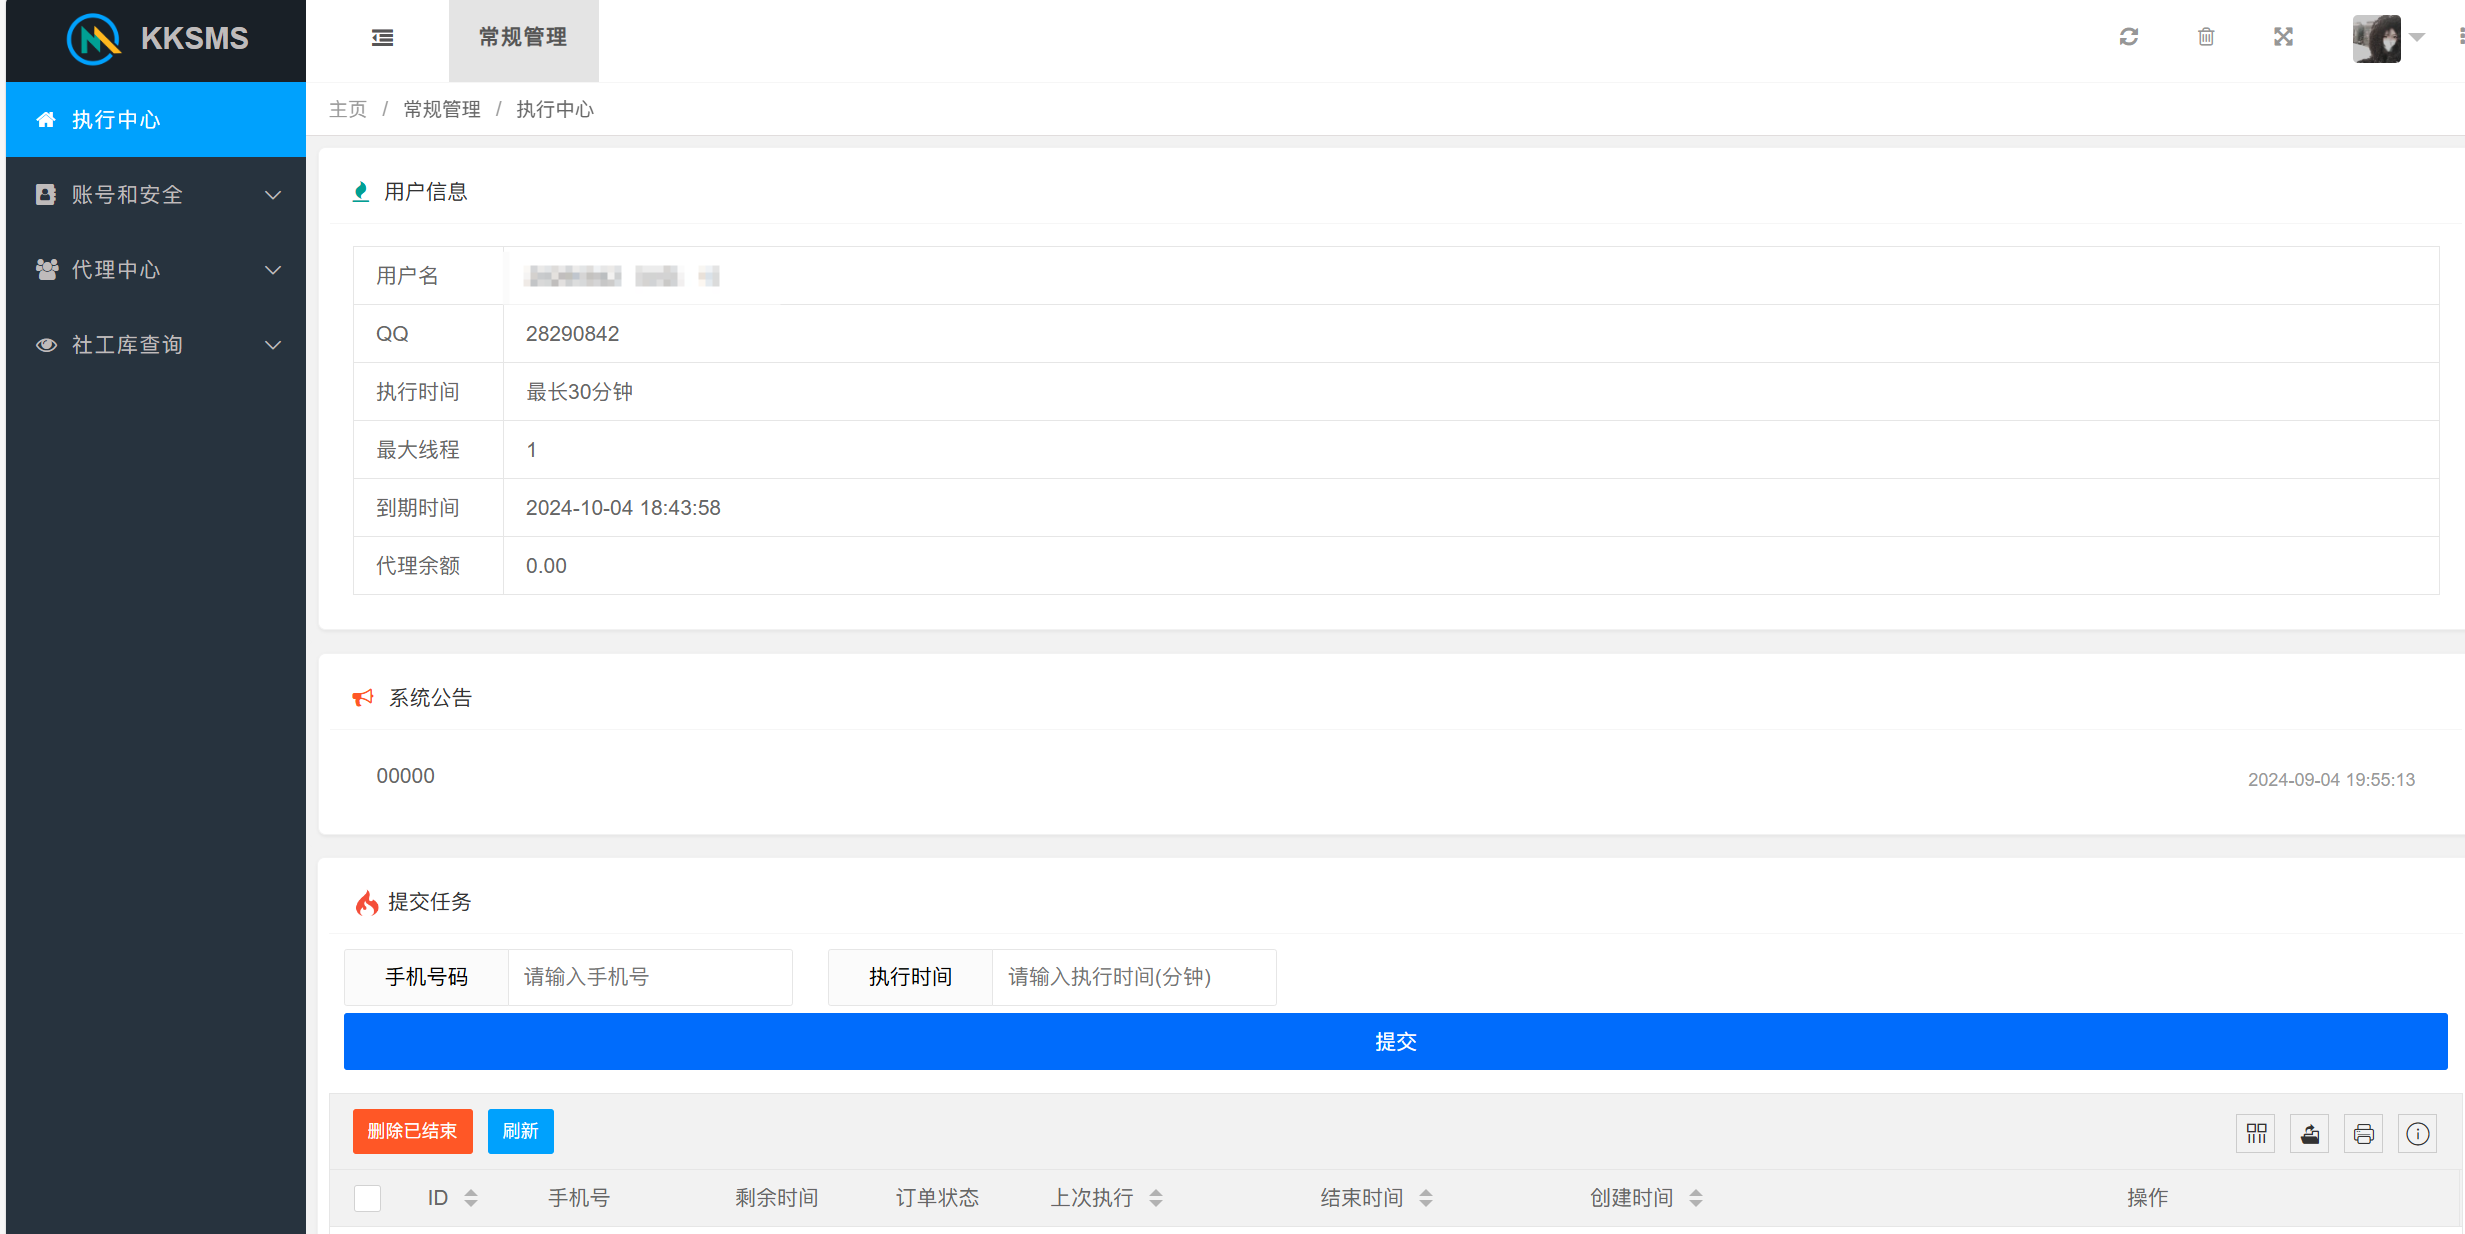 KKSMS
常规管理
执行中心
账号和安全
代理中心
社工库查询
主页 / 常规管理 / 执行中心
用户信息
用户名
QQ 28290842
执行时间 最长30分钟
最大线程 1
到期时间 2024-10-04 18:43:58
代理余额 0.00
系统公告
00000 2024-09-04 19:55:13
提交任务
手机号码 请输入手机号 执行时间 请输入执行时间(分钟)
提交
删除已结束 刷新
ID 手机号 剩余时间 订单状态 上次执行 结束时间 创建时间 操作